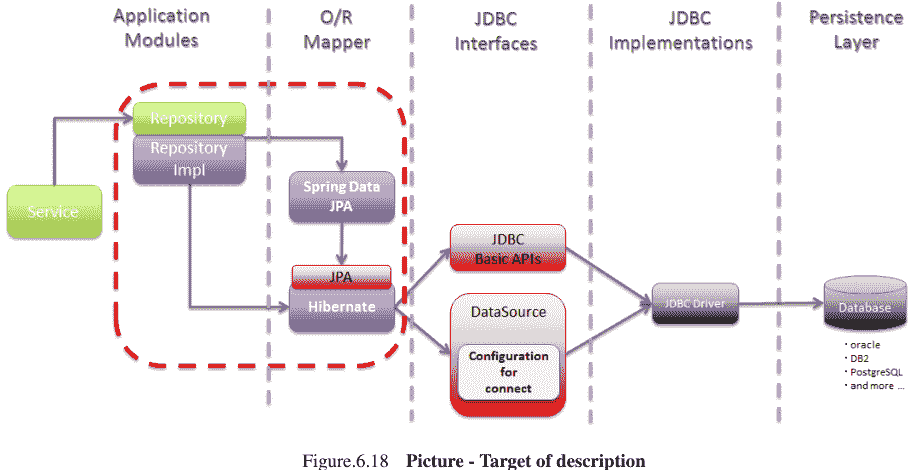 Application
Modules
O/R
Mapper
JDBC
Interfaces
JDBC
Implementations
Persistence
Layer
Repository
Repository
Impl
Service
Spring Data
JPA
JPA
Hibernate
JDBC
Basic APIs
DataSource
Configuration
for
connect
JDBC Driver
Database
・oracle
・DB2
・PostgreSQL
・and more ...
Figure.6.18 Picture - Target of description